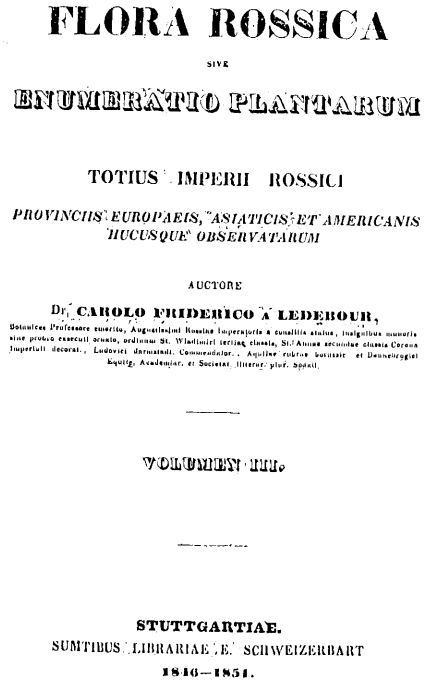 FLORA ROSSICA
SIVE
ENUMERATIO PLANTARUM
TOTIUS IMPERII ROSSICI
PROVINCIIS EUROPAEIS, ASIATICIS ET AMERICANIS
HUCUSQUE OBSERVATARUM
AUCTORE
Dr. CAROLO FRIDERICO A LEDEBOUR,
Botanices Professore emerito, Augustissimi Rossiae Imperatoris a consiliis status, insignibus muneris
sine probro exacuti ornato, ordinum St. Wladimiri tertiae classis, St. Annae secundae classis Corona
Imperiali decorat., Ludovici darmstadt. Commendator., Aquilae rubrae borussic. et Dannebrogici
Equite, Academiar. et Societat. litterar. plur. Sodali.
VOLUMEN III.
STUTTGARTIAE.
SUMTIBUS LIBRARIAE E. SCHWEIZERBART
1846—1851.